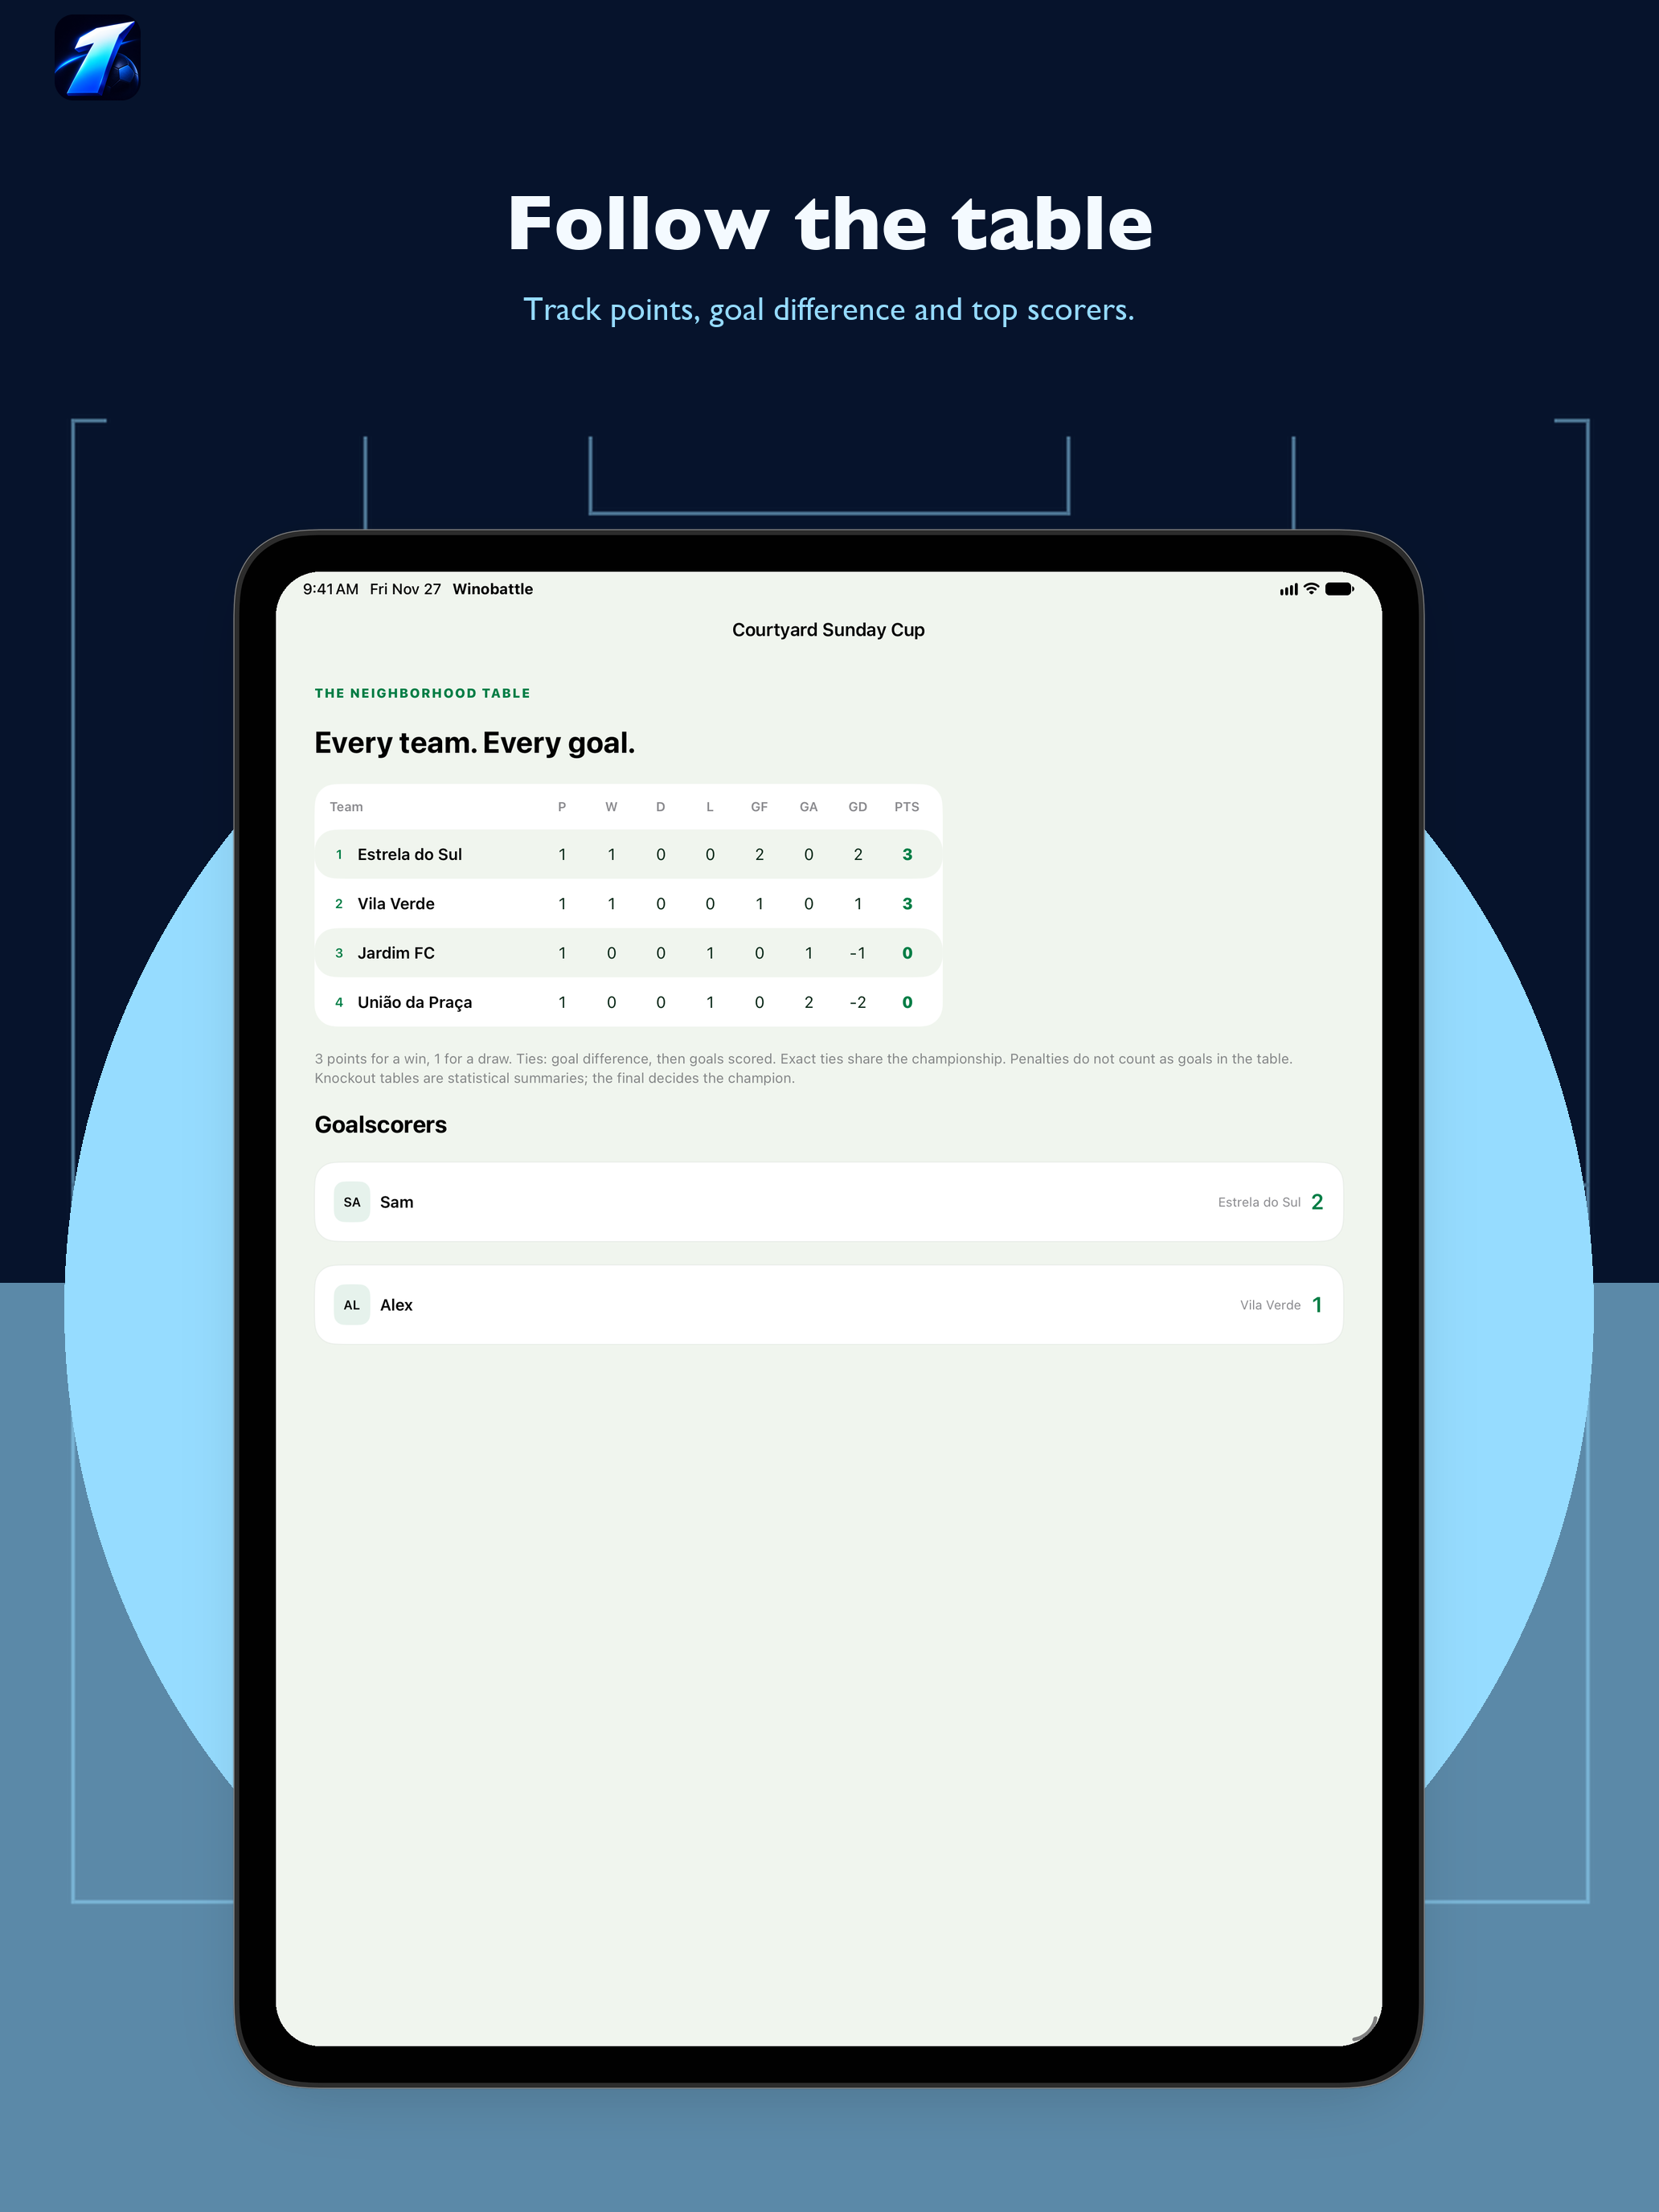 1
Follow the table
Track points, goal difference and top scorers.
9:41 AM Fri Nov 27 Winobattle
Courtyard Sunday Cup
THE NEIGHBORHOOD TABLE
Every team. Every goal.
Team P W D L GF GA GD PTS
1 Estrela do Sul 1 1 0 0 2 0 2 3
2 Vila Verde 1 1 0 0 1 0 1 3
3 Jardim FC 1 0 0 1 0 1 -1 0
4 União da Praça 1 0 0 1 0 2 -2 0
3 points for a win, 1 for a draw. Ties: goal difference, then goals scored. Exact ties share the championship. Penalties do not count as goals in the table.
Knockout tables are statistical summaries; the final decides the champion.
Goalscorers
SA Sam Estrela do Sul 2
AL Alex Vila Verde 1